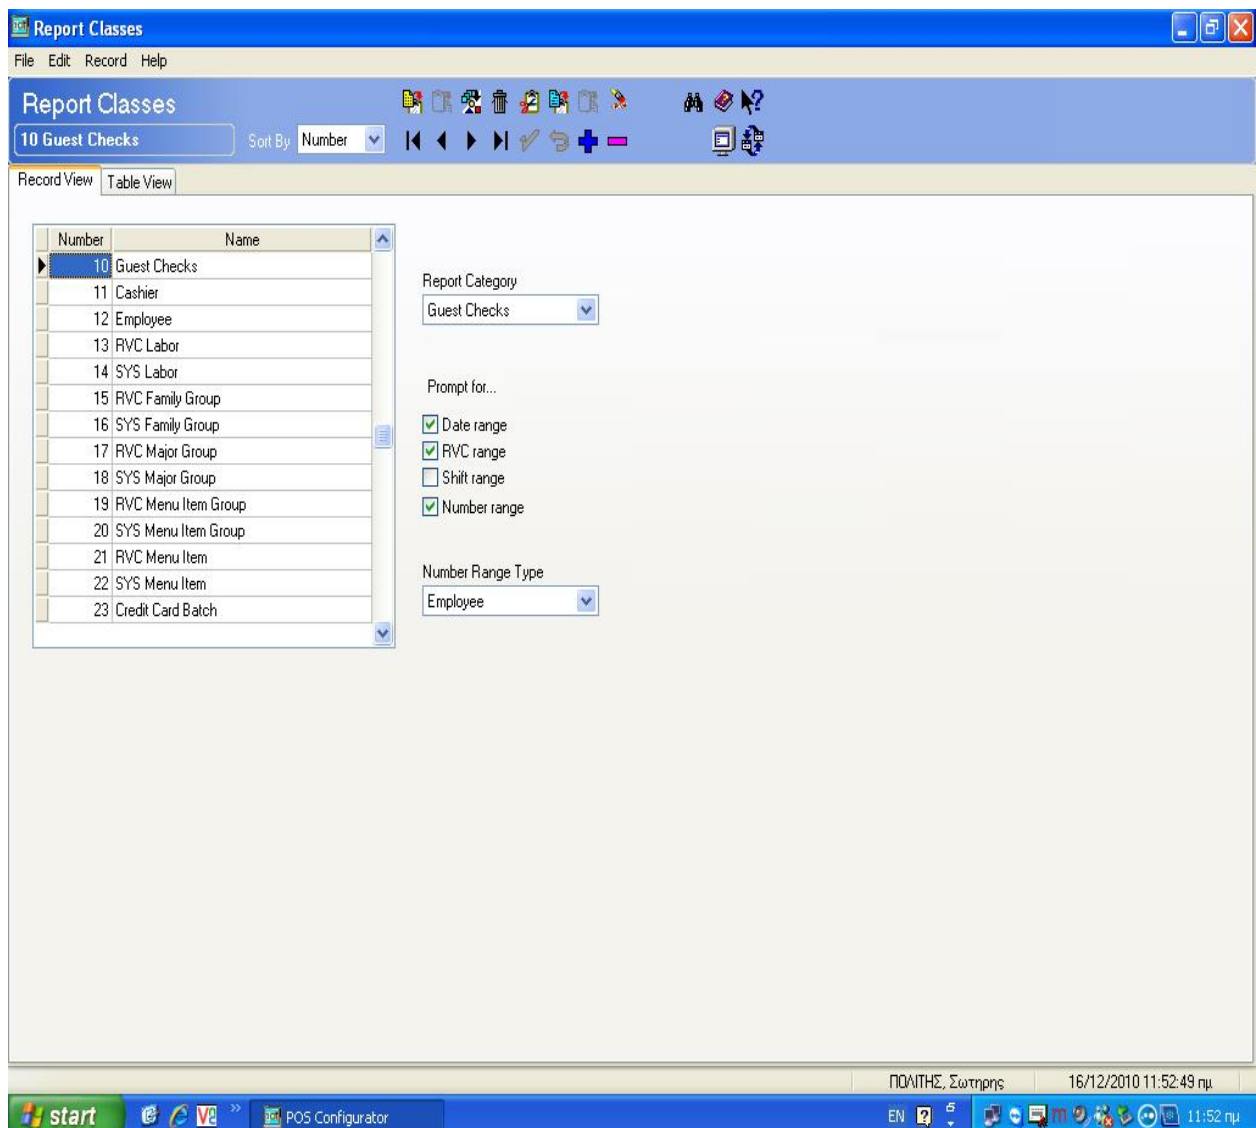 Report Classes
File Edit Record Help
Report Classes
10 Guest Checks Sort By Number
Record View Table View
Number Name
10 Guest Checks
11 Cashier
12 Employee
13 RVC Labor
14 SYS Labor
15 RVC Family Group
16 SYS Family Group
17 RVC Major Group
18 SYS Major Group
19 RVC Menu Item Group
20 SYS Menu Item Group
21 RVC Menu Item
22 SYS Menu Item
23 Credit Card Batch
Report Category
Guest Checks
Prompt for...
Date range
RVC range
Shift range
Number range
Number Range Type
Employee
ΠΟΛΙΤΗΣ, Σωτηρης 16/12/2010 11:52:49 πμ
start POS Configurator EN 11:52 πμ